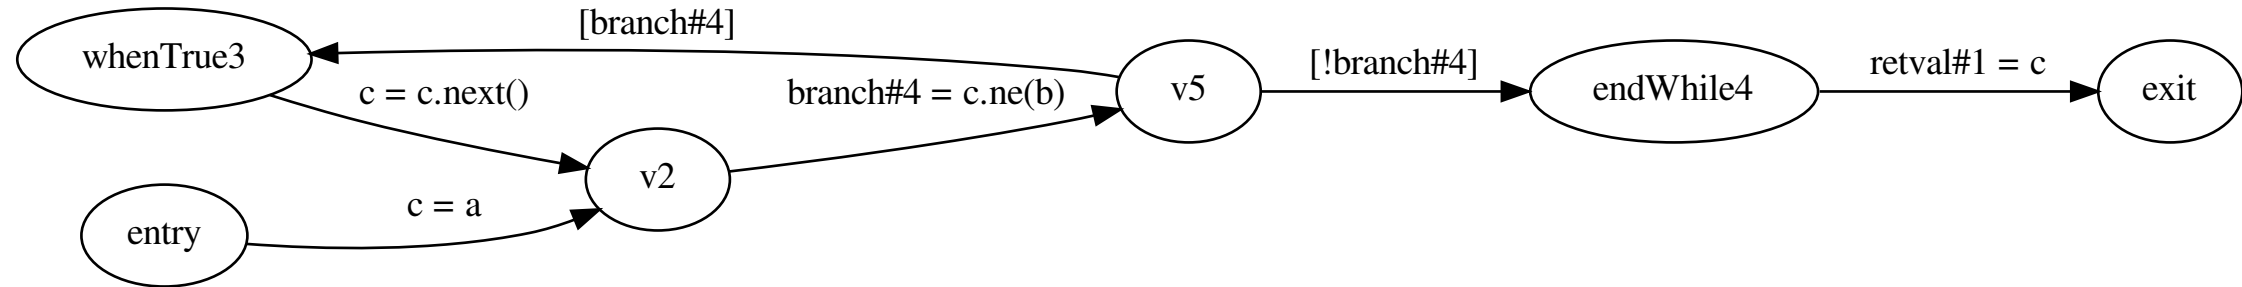 [branch#4]
whenTrue3
c = c.next()
branch#4 = c.ne(b)
v5
[!branch#4]
endWhile4
retval#1 = c
exit
v2
c = a
entry